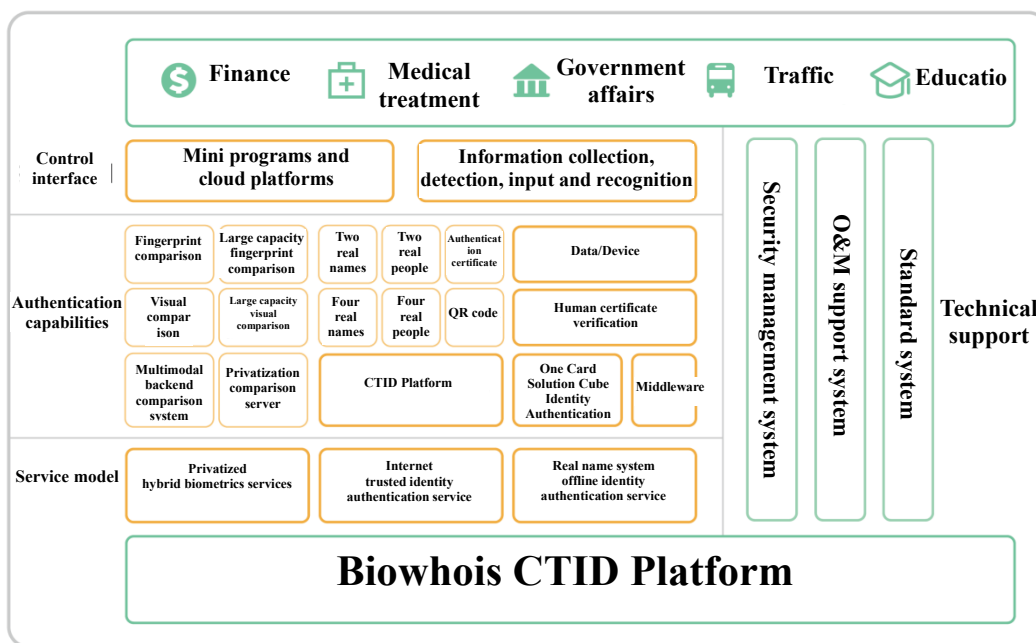 Finance
Medical
treatment
Government
affairs
Traffic
Educatio
Control
interface
Mini programs and
cloud platforms
Information collection,
detection, input and recognition
Authentication
capabilities
Fingerprint
comparison
Large capacity
fingerprint
comparison
Two
real
names
Two
real
people
Authenticat
ion
certificate
Data/Device
Visual
compar
ison
Large capacity
visual
comparison
Four
real
names
Four
real
people
QR code
Human certificate
verification
Multimodal
backend
comparison
system
Privatization
comparison
server
CTID Platform
One Card
Solution Cube
Identity
Authentication
Middleware
Service model
Privatized
hybrid biometrics services
Internet
trusted identity
authentication service
Real name system
offline identity
authentication service
Security management system
O&M support system
Standard system
Technical
support
Biowhois CTID Platform